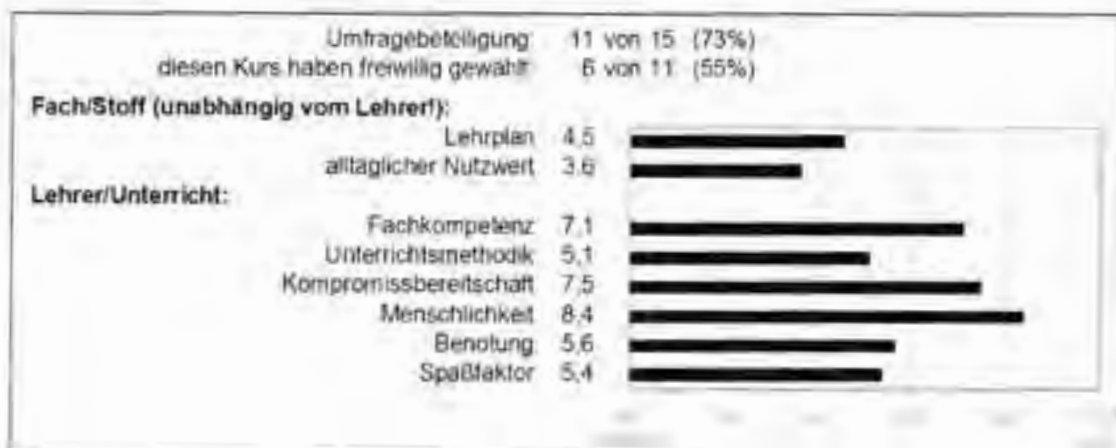 Umfragebeteiligung: 11 von 15 (73%)
diesen Kurs haben freiwillig gewählt: 6 von 11 (55%)
Fach/Stoff (unabhängig vom Lehrer!):
Lehrplan 4,5
alltäglicher Nutzwert 3,6
Lehrer/Unterricht:
Fachkompetenz 7,1
Unterrichtsmethodik 5,1
Kompromissbereitschaft 7,5
Menschlichkeit 8,4
Benotung 5,6
Spaßfaktor 5,4